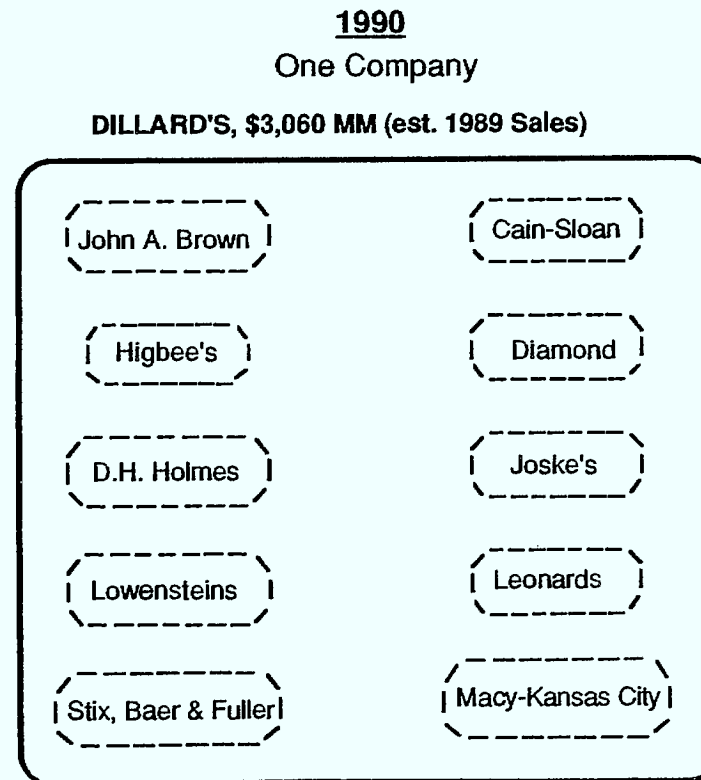 1990
One Company
DILLARD'S, $3,060 MM (est. 1989 Sales)
John A. Brown
Cain-Sloan
Higbee's
Diamond
D.H. Holmes
Joske's
Lowensteins
Leonards
Stix, Baer & Fuller
Macy-Kansas City